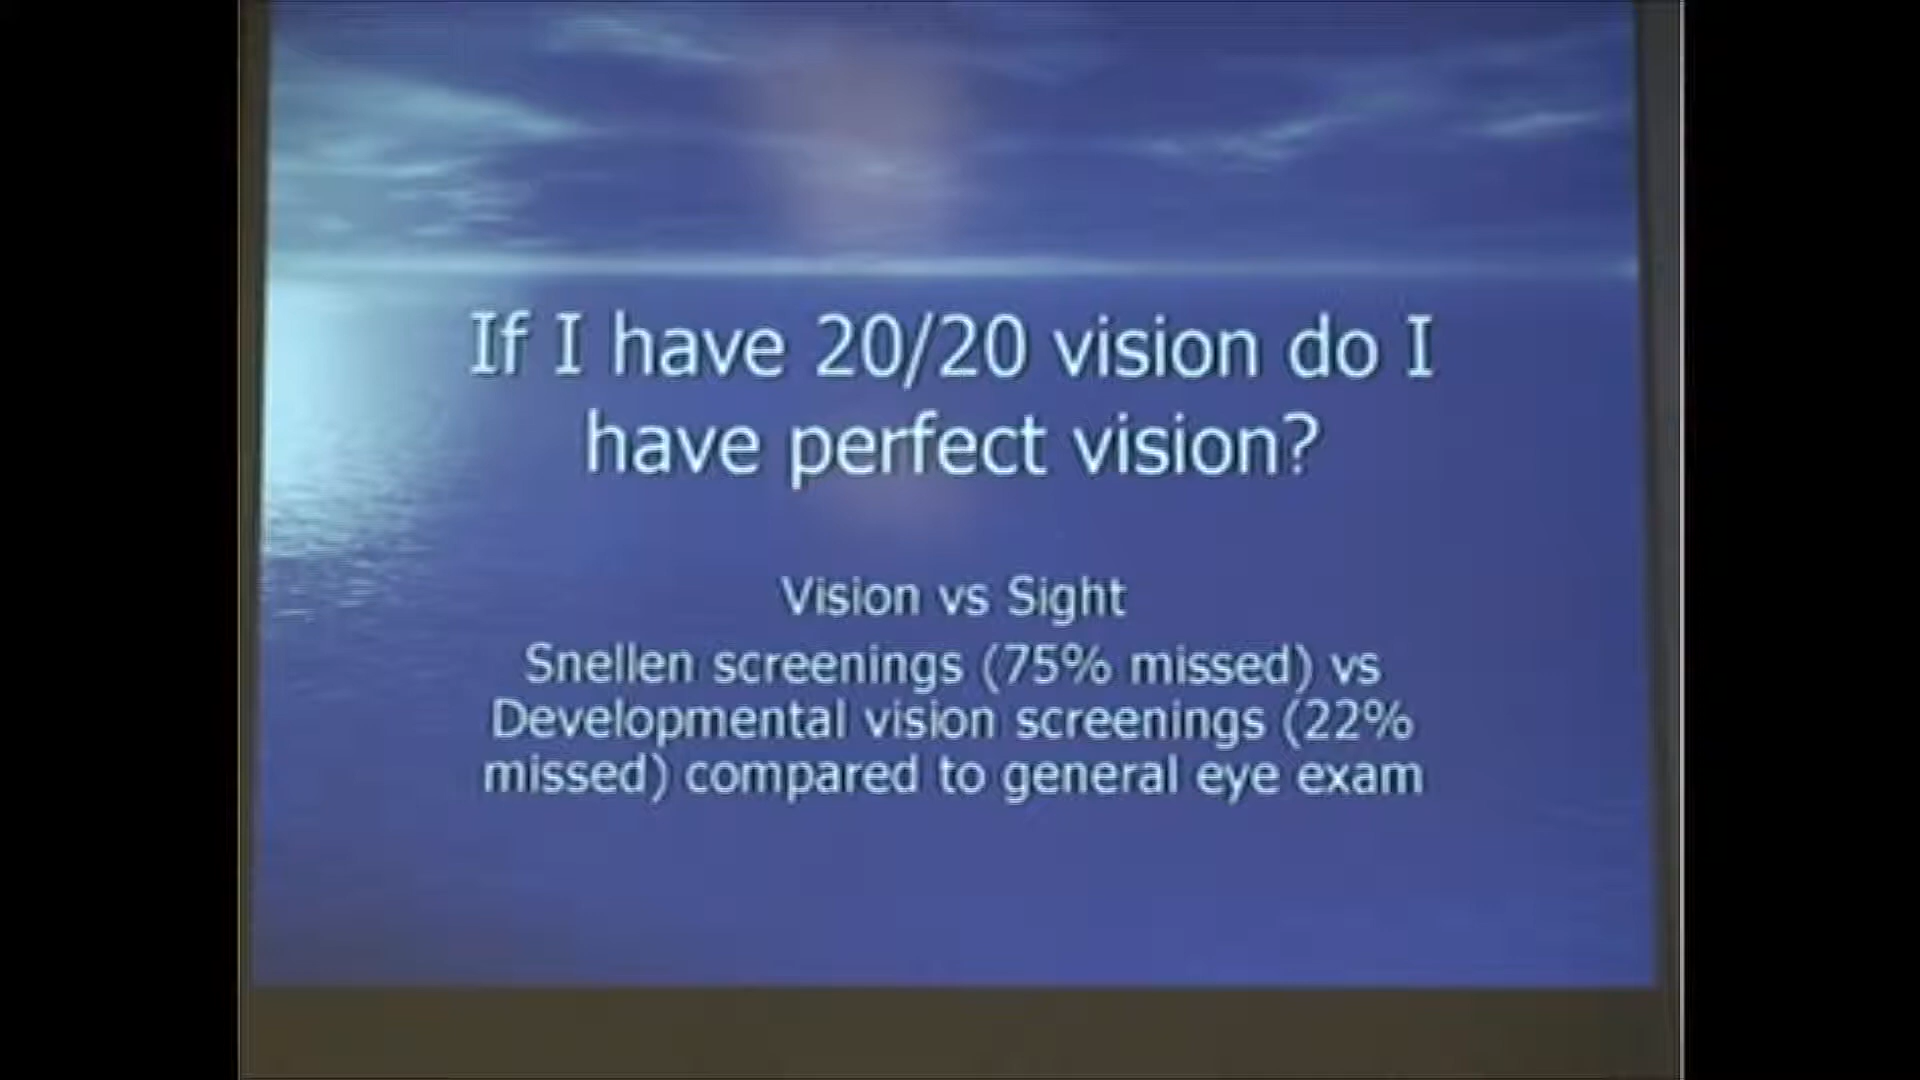 If I have 20/20 vision do I
have perfect vision?
Vision vs Sight
Snellen screenings (75% missed) vs
Developmental vision screenings (22%
missed) compared to general eye exam